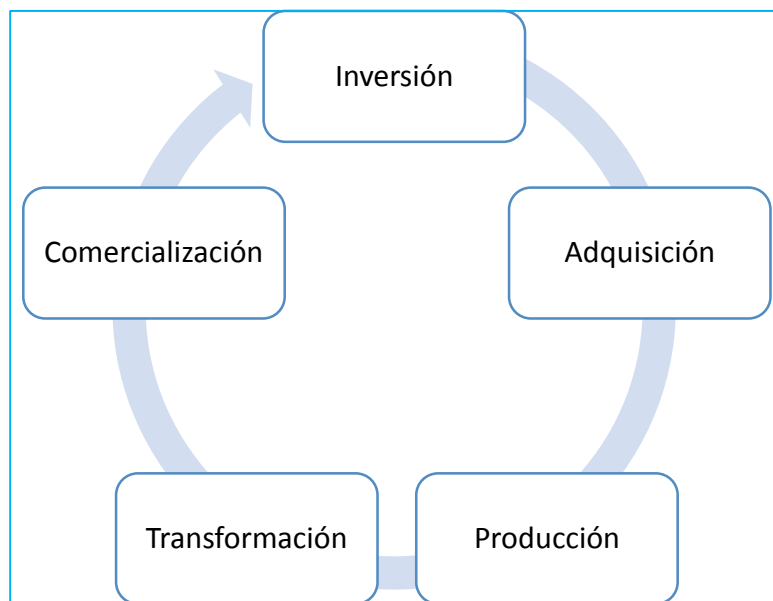 Inversión
Adquisición
Producción
Transformación
Comercialización